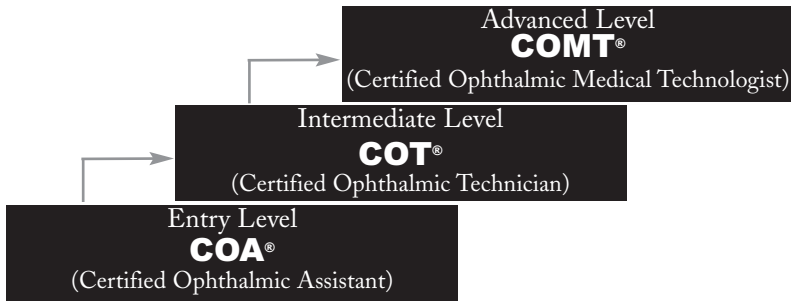 Advanced Level
COMT®
(Certified Ophthalmic Medical Technologist)
Intermediate Level
COT®
(Certified Ophthalmic Technician)
Entry Level
COA®
(Certified Ophthalmic Assistant)